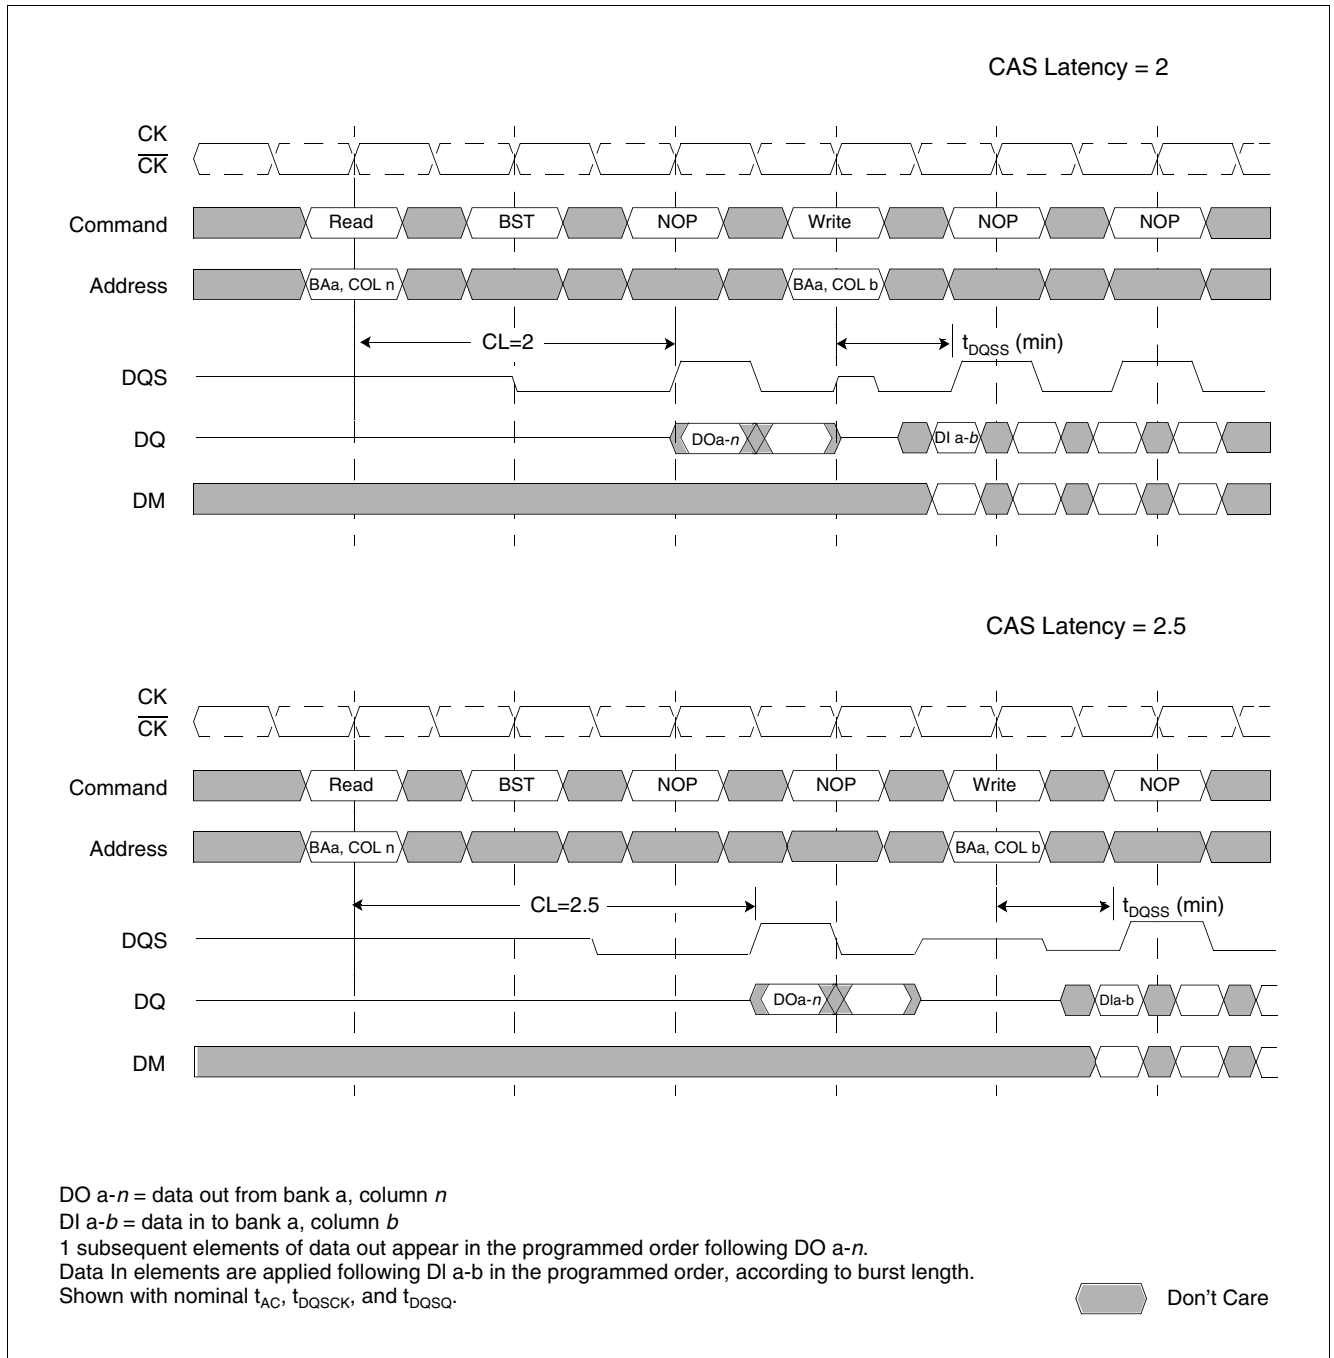 CAS Latency = 2
CK
CK
Command Read BST NOP Write NOP NOP
Address BAa, COL n BAa, COL b
CL=2 tDQSS (min)
DQS
DQ DOa-n DI a-b
DM
CAS Latency = 2.5
CK
CK
Command Read BST NOP NOP Write NOP
Address BAa, COL n BAa, COL b
CL=2.5 tDQSS (min)
DQS
DQ DOa-n DIa-b
DM
DO a-n = data out from bank a, column n
DI a-b = data in to bank a, column b
1 subsequent elements of data out appear in the programmed order following DO a-n.
Data In elements are applied following DI a-b in the programmed order, according to burst length.
Shown with nominal tAC, tDQSCK, and tDQSQ.
Don't Care